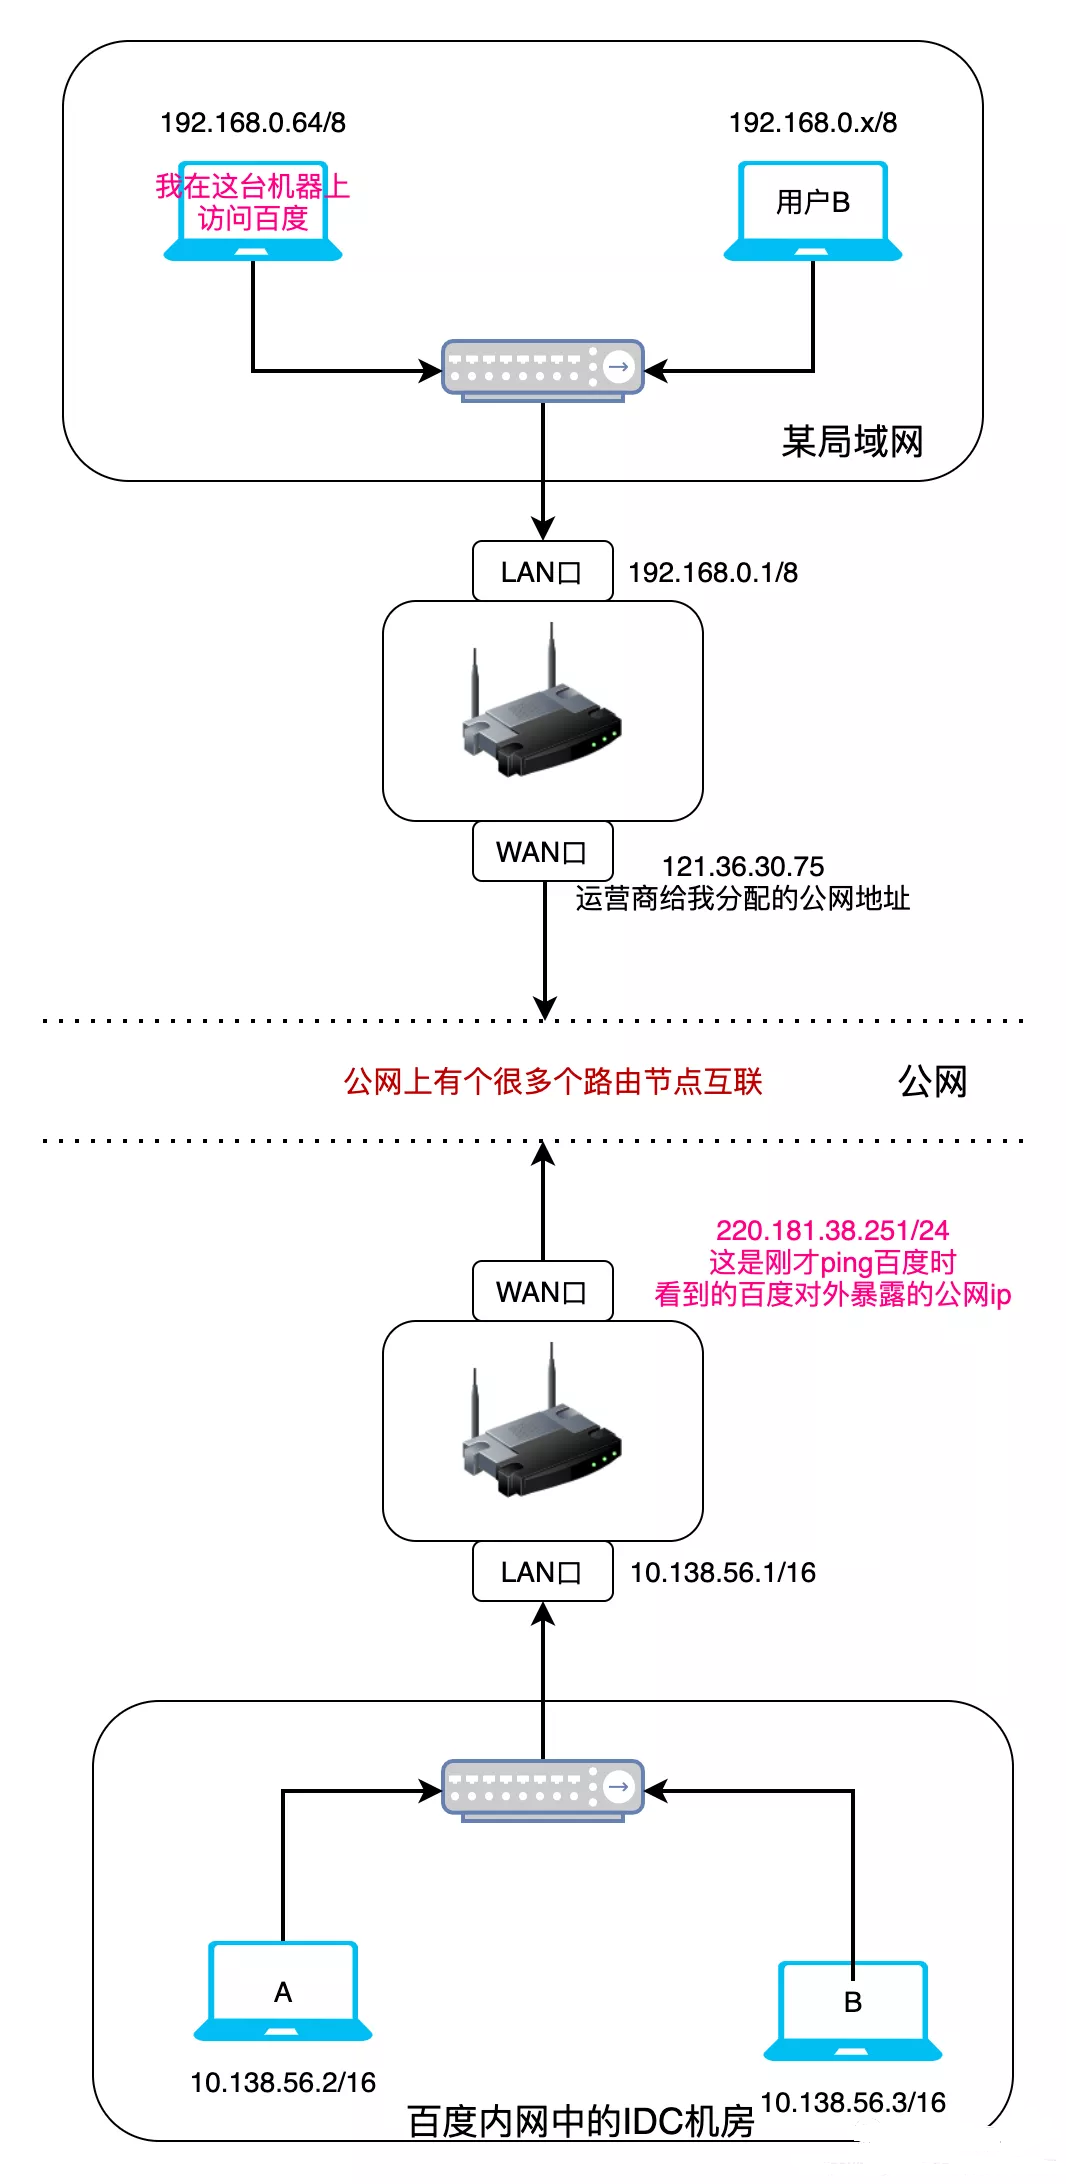 192.168.0.64/8
192.168.0.x/8
我在这台机器上
访问百度
用户B
某局域网
LAN口
192.168.0.1/8
WAN口
121.36.30.75
运营商给我分配的公网地址
公网上有个很多个路由节点互联
公网
220.181.38.251/24
这是刚才ping百度时
看到的百度对外暴露的公网ip
WAN口
LAN口
10.138.56.1/16
A
B
10.138.56.2/16
10.138.56.3/16
百度内网中的IDC机房